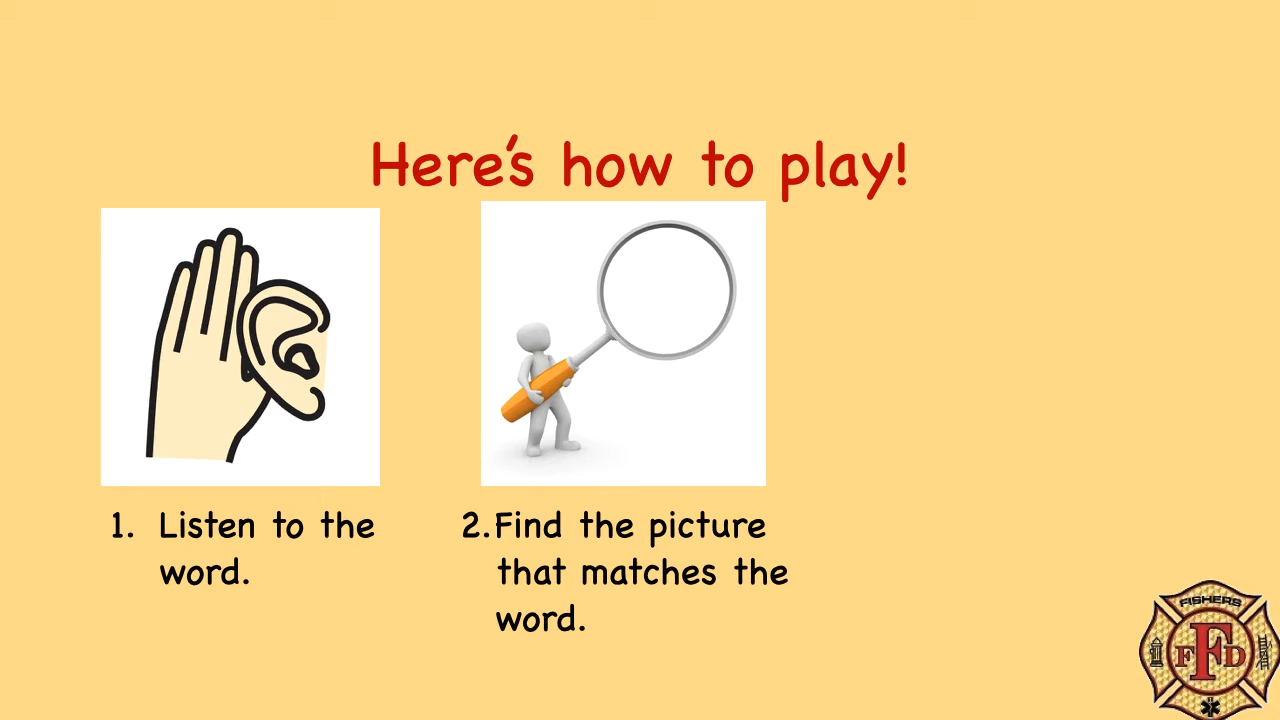 Here's how to play!
1. Listen to the
word.
2.Find the picture
that matches the
word.
FISHERS
FFD